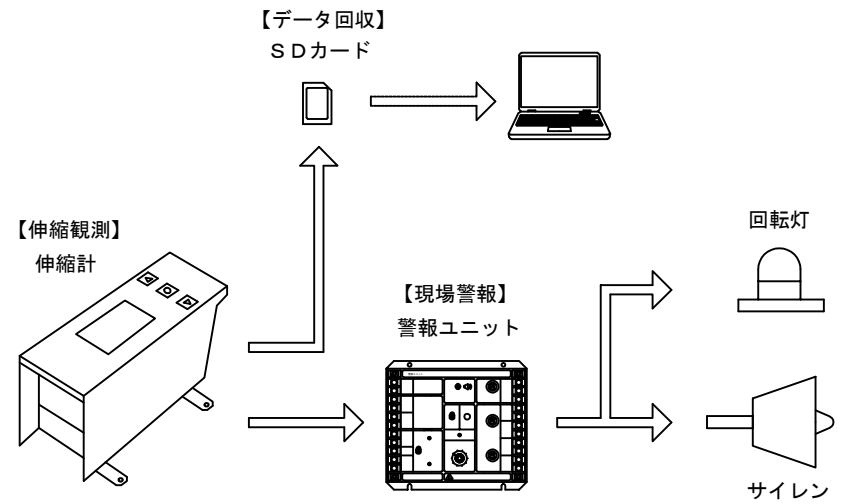 【データ回収】
ＳＤカード
【伸縮観測】
伸縮計
【現場警報】
警報ユニット
回転灯
サイレン